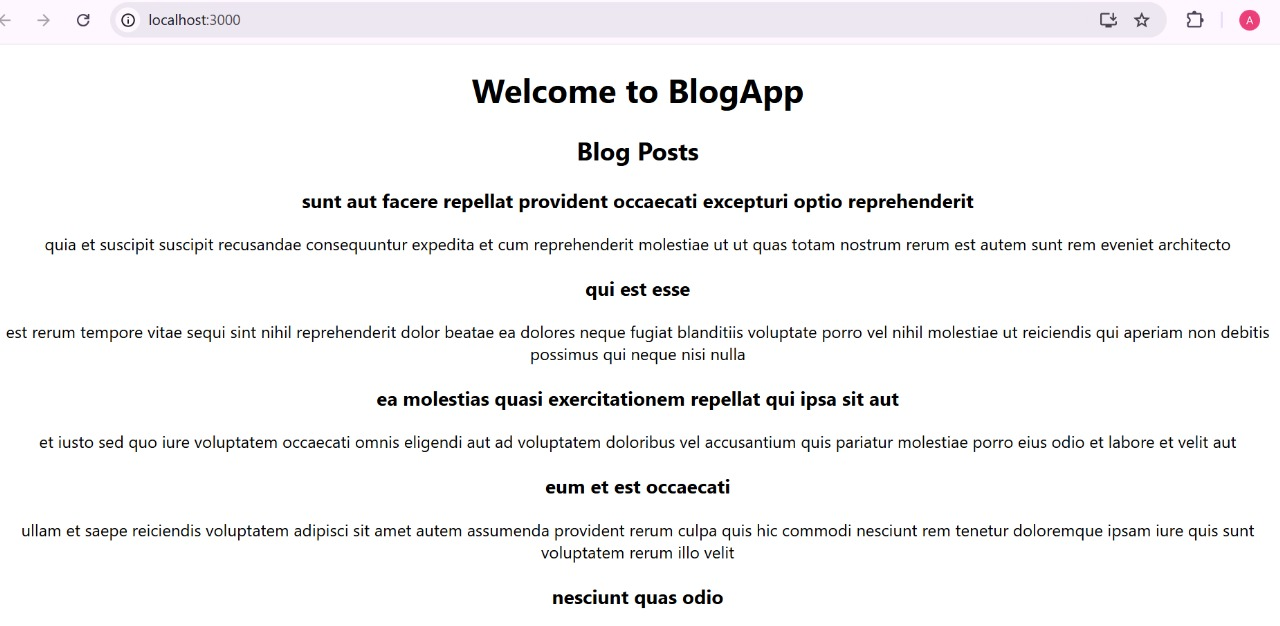 localhost:3000
A
Welcome to BlogApp
Blog Posts
sunt aut facere repellat provident occaecati excepturi optio reprehenderit
quia et suscipit suscipit recusandae consequuntur expedita et cum reprehenderit molestiae ut ut quas totam nostrum rerum est autem sunt rem eveniet architecto
qui est esse
est rerum tempore vitae sequi sint nihil reprehenderit dolor beatae ea dolores neque fugiat blanditiis voluptate porro vel nihil molestiae ut reiciendis qui aperiam non debitis
possimus qui neque nisi nulla
ea molestias quasi exercitationem repellat qui ipsa sit aut
et iusto sed quo iure voluptatem occaecati omnis eligendi aut ad voluptatem doloribus vel accusantium quis pariatur molestiae porro eius odio et labore et velit aut
eum et est occaecati
ullam et saepe reiciendis voluptatem adipisci sit amet autem assumenda provident rerum culpa quis hic commodi nesciunt rem tenetur doloremque ipsam iure quis sunt
voluptatem rerum illo velit
nesciunt quas odio